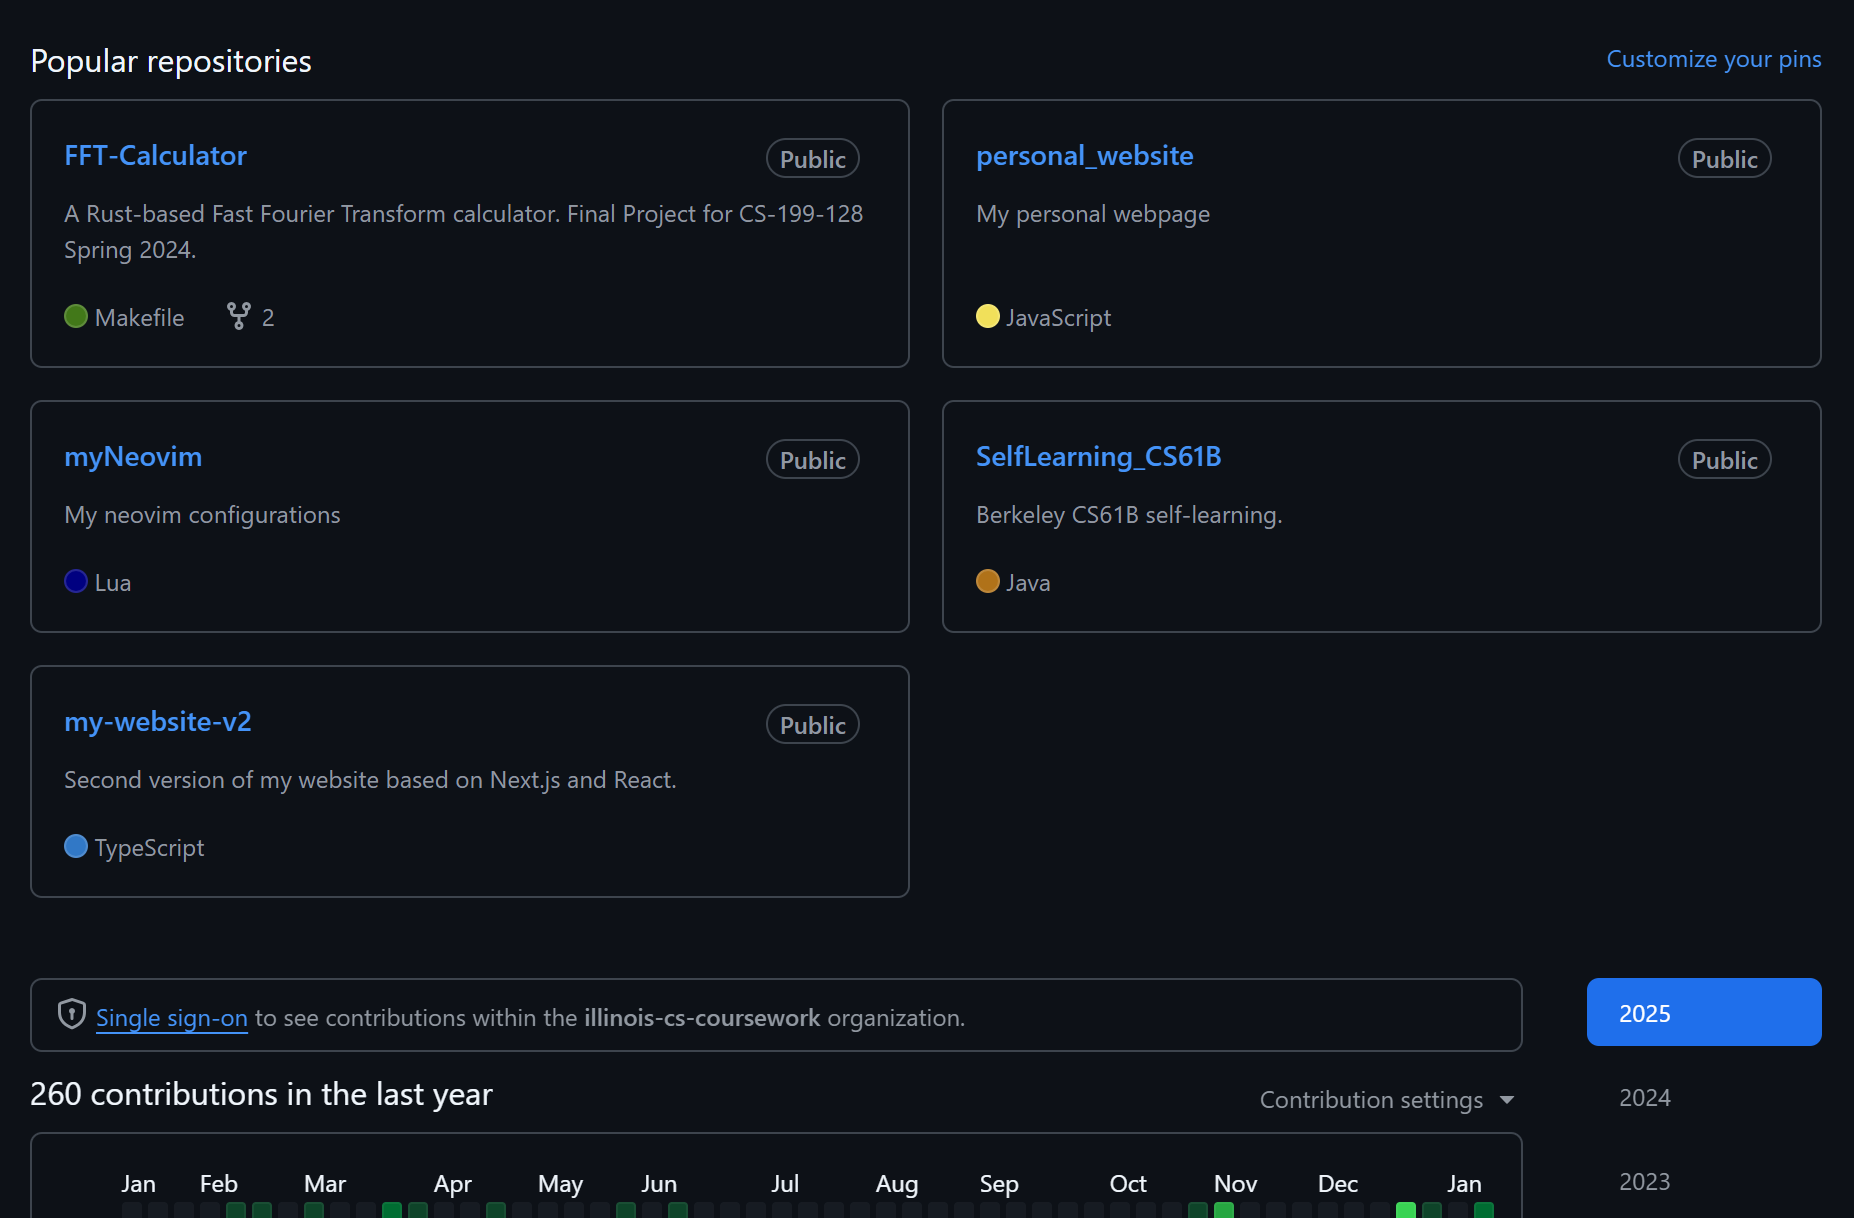 Popular repositories
Customize your pins
FFT-Calculator
Public
A Rust-based Fast Fourier Transform calculator. Final Project for CS-199-128
Spring 2024.
Makefile 2
personal_website
Public
My personal webpage
JavaScript
myNeovim
Public
My neovim configurations
Lua
SelfLearning_CS61B
Public
Berkeley CS61B self-learning.
Java
my-website-v2
Public
Second version of my website based on Next.js and React.
TypeScript
Single sign-on to see contributions within the illinois-cs-coursework organization.
260 contributions in the last year
Contribution settings
Jan Feb Mar Apr May Jun Jul Aug Sep Oct Nov Dec Jan
2025
2024
2023